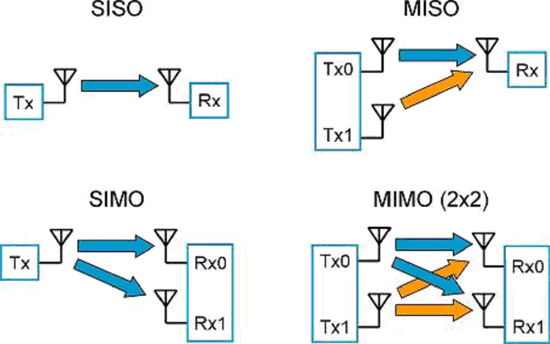 SISO
Tx
Rx
MISO
Tx0
Tx1
Rx
SIMO
Tx
Rx0
Rx1
MIMO (2x2)
Tx0
Tx1
Rx0
Rx1